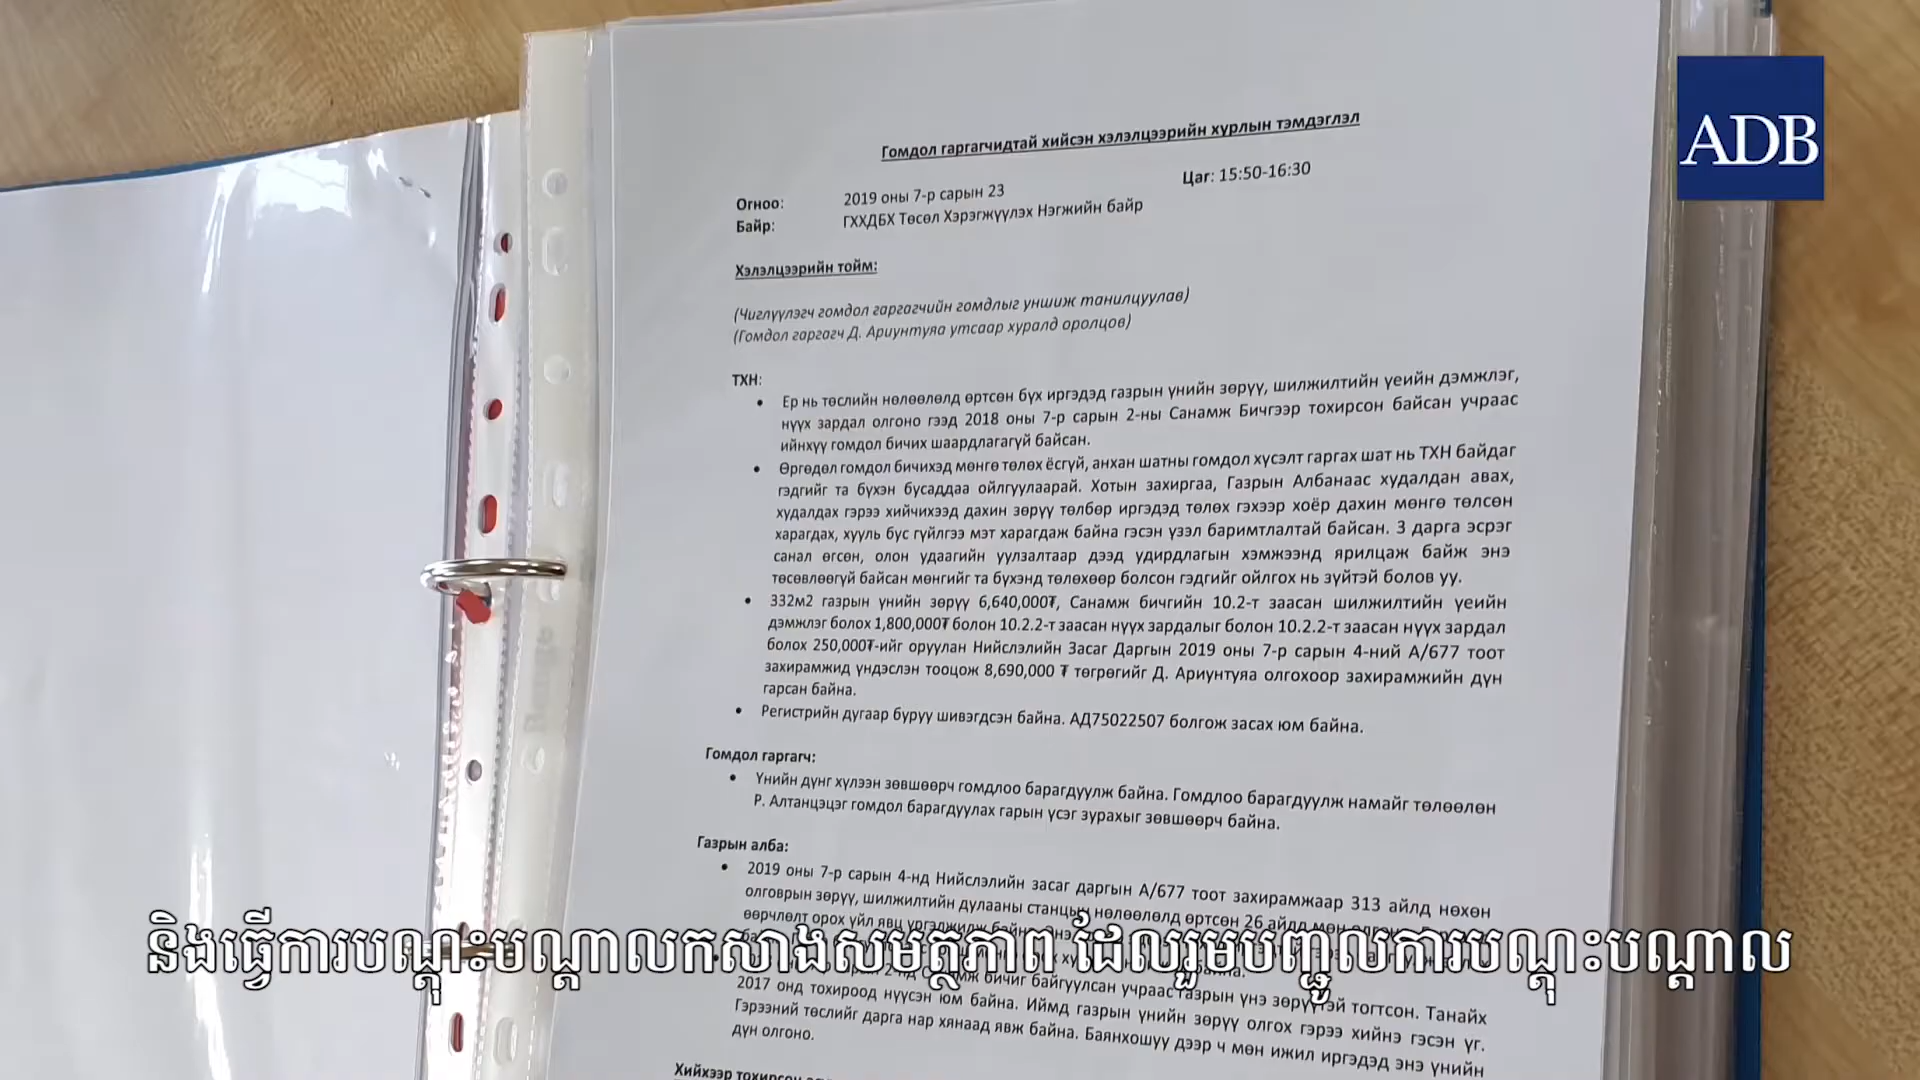 ADB
Гомдол гаргагчидтай хийсэн хэлэлцээрийн хурлын тэмдэглэл
Огноо: 2019 оны 7-р сарын 23 Цаг: 15:50-16:30
Байр: ГХХДБХ Төсөл Хэрэгжүүлэх Нэгжийн байр
Хэлэлцээрийн тойм:
(Чиглүүлэгч гомдол гаргагчийн гомдлыг уншиж танилцуулав)
(Гомдол гаргагч Д. Ариунтуяа утсаар хуралд оролцов)
ТХН:
• Ер нь төслийн нөлөөлөлд өртсөн бүх иргэдэд газрын үнийн зөрүү, шилжилтийн үеийн дэмжлэг,
нүүх зардал олгоно гээд 2018 оны 7-р сарын 2-ны Санамж Бичгээр тохирсон байсан учраас
ийнхүү гомдол бичих шаардлагагүй байсан.
• Өргөдөл гомдол бичихэд мөнгө төлөх ёсгүй, анхан шатны гомдол хүсэлт гаргах шат нь ТХН байдаг
гэдгийг та бүхэн бусаддаа ойлгуулаарай. Хотын захиргаа, Газрын Албанаас худалдан авах,
худалдах гэрээ хийчихээд дахин зөрүү төлбөр иргэдэд төлөх гэхээр хоёр дахин мөнгө төлсөн
харагдах, хууль бус гүйлгээ мэт харагдаж байна гэсэн үзэл баримтлалтай байсан. 3 дарга эсрэг
санал өгсөн, олон удаагийн уулзалтаар дээд удирдлагын хэмжээнд ярилцаж байж энэ
төсөвлөөгүй байсан мөнгийг та бүхэнд төлөхөөр болсон гэдгийг ойлгох нь зүйтэй болов уу.
• 332м2 газрын үнийн зөрүү 6,640,000₮, Санамж бичгийн 10.2-т заасан шилжилтийн үеийн
дэмжлэг болох 1,800,000₮ болон 10.2.2-т заасан нүүх зардалыг болон 10.2.2-т заасан нүүх зардал
болох 250,000₮-ийг оруулан Нийслэлийн Засаг Даргын 2019 оны 7-р сарын 4-ний А/677 тоот
захирамжид үндэслэн тооцож 8,690,000 ₮ төгрөгийг Д. Ариунтуяа олгохоор захирамжийн дүн
гарсан байна.
• Регистрийн дугаар буруу шивэгдсэн байна. АД75022507 болгож засах юм байна.
Гомдол гаргагч:
• Үнийн дүнг хүлээн зөвшөөрч гомдлоо барагдуулж байна. Гомдлоо барагдуулж намайг төлөөлөн
Р. Алтанцэцэг гомдол барагдуулах гарын үсэг зурахыг зөвшөөрч байна.
Газрын алба:
• 2019 оны 7-р сарын 4-нд Нийслэлийн засаг даргын А/677 тоот захирамжаар 313 айлд нөхөн
олговрын зөрүү, шилжилтийн дулааны станцын нөлөөлөлд өртсөн 26 айлд
និងធ្វើការបណ្តុះបណ្តាលកសាងសមត្ថភាព ដែលរួមបញ្ចូលការបណ្តុះបណ្តាល
бичиг байгуулсан учраас газрын үнэ зөрүүтэй тогтсон. Танайх
2017 онд тохироод нүүсэн юм байна. Иймд газрын үнийн зөрүү олгох гэрээ хийнэ гэсэн үг.
Гэрээний төслийг дарга нар хянаад явж байна. Баянхошуу дээр ч мөн ижил иргэдэд энэ үнийн
дүн олгоно.
Хийхээр тохирсон